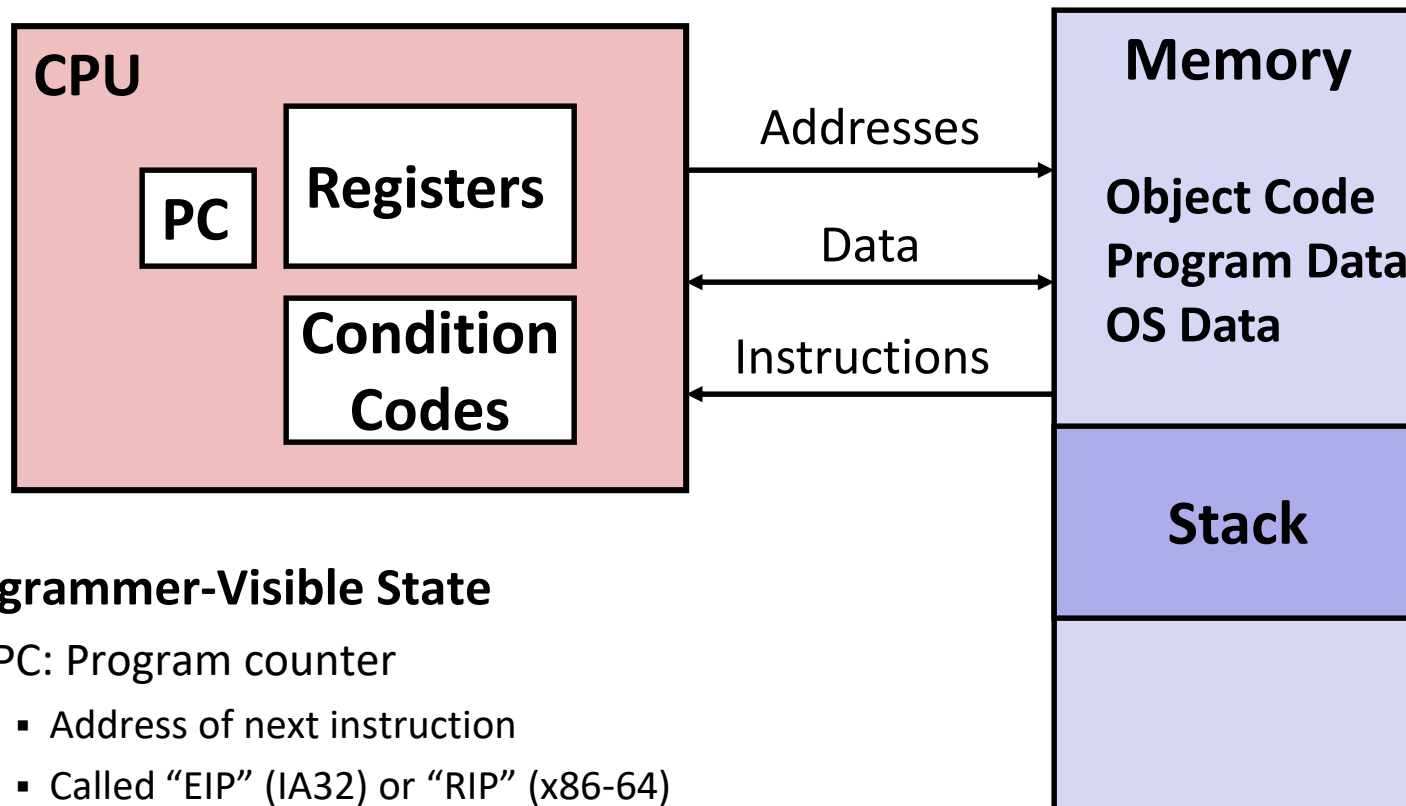 CPU
PC
Registers
Condition
Codes
Addresses
Data
Instructions
Memory
Object Code
Program Data
OS Data
Stack
grammer-Visible State
PC: Program counter
▪ Address of next instruction
▪ Called “EIP” (IA32) or “RIP” (x86-64)